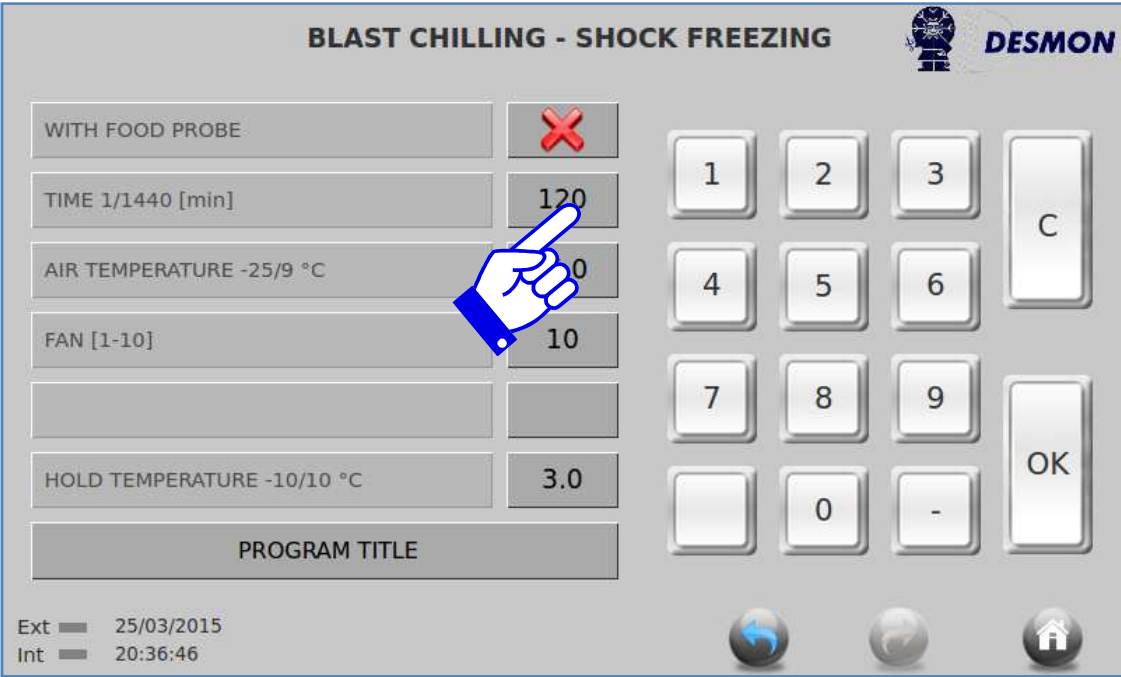 BLAST CHILLING - SHOCK FREEZING
DESMON
WITH FOOD PROBE
TIME 1/1440 [min] 120
AIR TEMPERATURE -25/9 °C
FAN [1-10] 10
HOLD TEMPERATURE -10/10 °C 3.0
PROGRAM TITLE
1 2 3 C
4 5 6
7 8 9
0 - OK
Ext 25/03/2015
Int 20:36:46